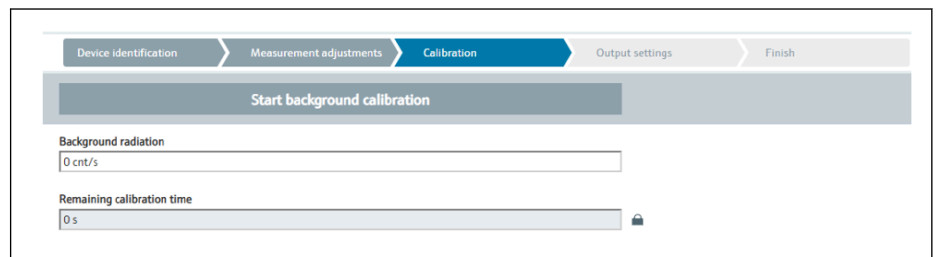 Device identification
Measurement adjustments
Calibration
Output settings
Finish
Start background calibration
Background radiation
0 cnt/s
Remaining calibration time
0 s